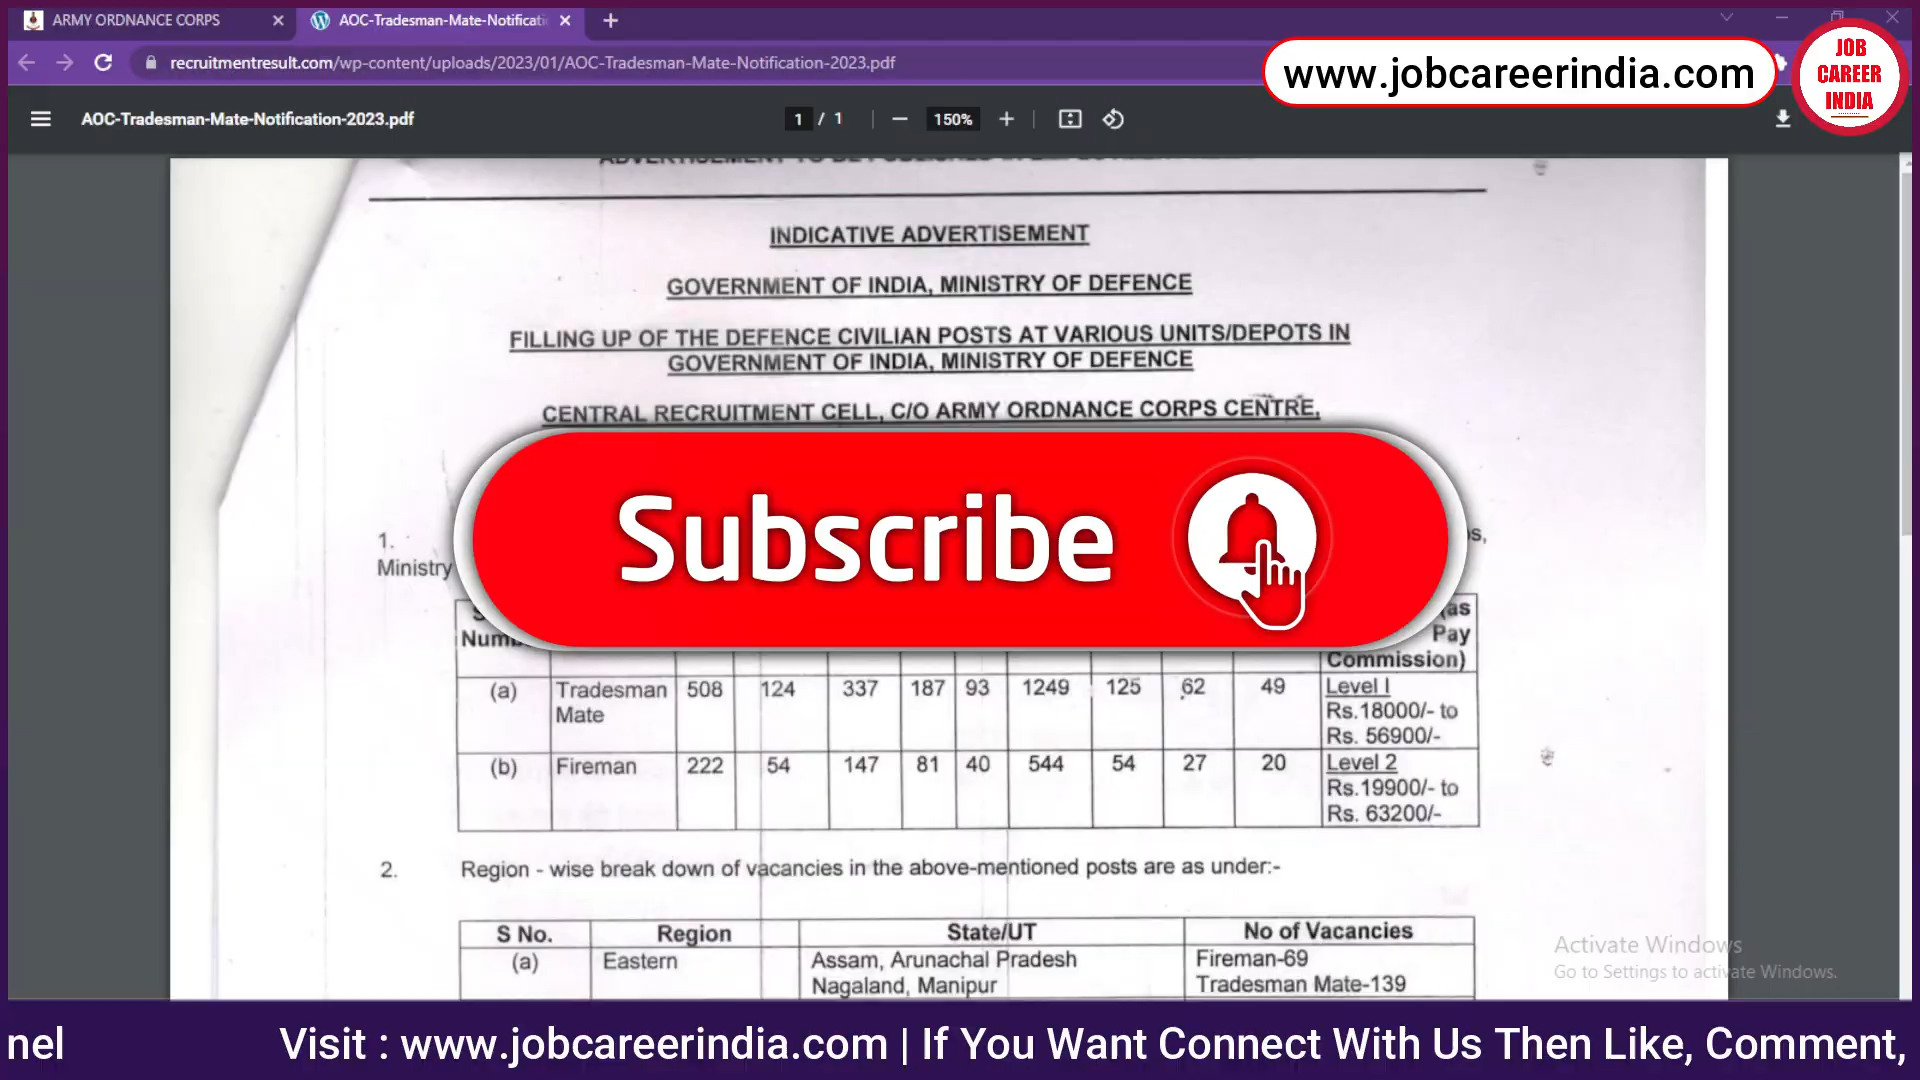 ARMY ORDNANCE CORPS
AOC-Tradesman-Mate-Notificati
recruitmentresult.com/wp-content/uploads/2023/01/AOC-Tradesman-Mate-Notification-2023.pdf
www.jobcareerindia.com
JOB
CAREER
INDIA
AOC-Tradesman-Mate-Notification-2023.pdf
1 / 1
150%
INDICATIVE ADVERTISEMENT
GOVERNMENT OF INDIA, MINISTRY OF DEFENCE
FILLING UP OF THE DEFENCE CIVILIAN POSTS AT VARIOUS UNITS/DEPOTS IN
GOVERNMENT OF INDIA, MINISTRY OF DEFENCE
CENTRAL RECRUITMENT CELL, C/O ARMY ORDNANCE CORPS CENTRE,
Subscribe
1.
Ministry
(as
Pay
Commission)
(a) Tradesman Mate 508 124 337 187 93 1249 125 62 49 Level I
Rs.18000/- to
Rs. 56900/-
(b) Fireman 222 54 147 81 40 544 54 27 20 Level 2
Rs.19900/- to
Rs. 63200/-
2. Region - wise break down of vacancies in the above-mentioned posts are as under:-
S No. Region State/UT No of Vacancies
(a) Eastern Assam, Arunachal Pradesh Fireman-69
Nagaland, Manipur Tradesman Mate-139
Activate Windows
Go to Settings to activate Windows.
nel Visit : www.jobcareerindia.com | If You Want Connect With Us Then Like, Comment,